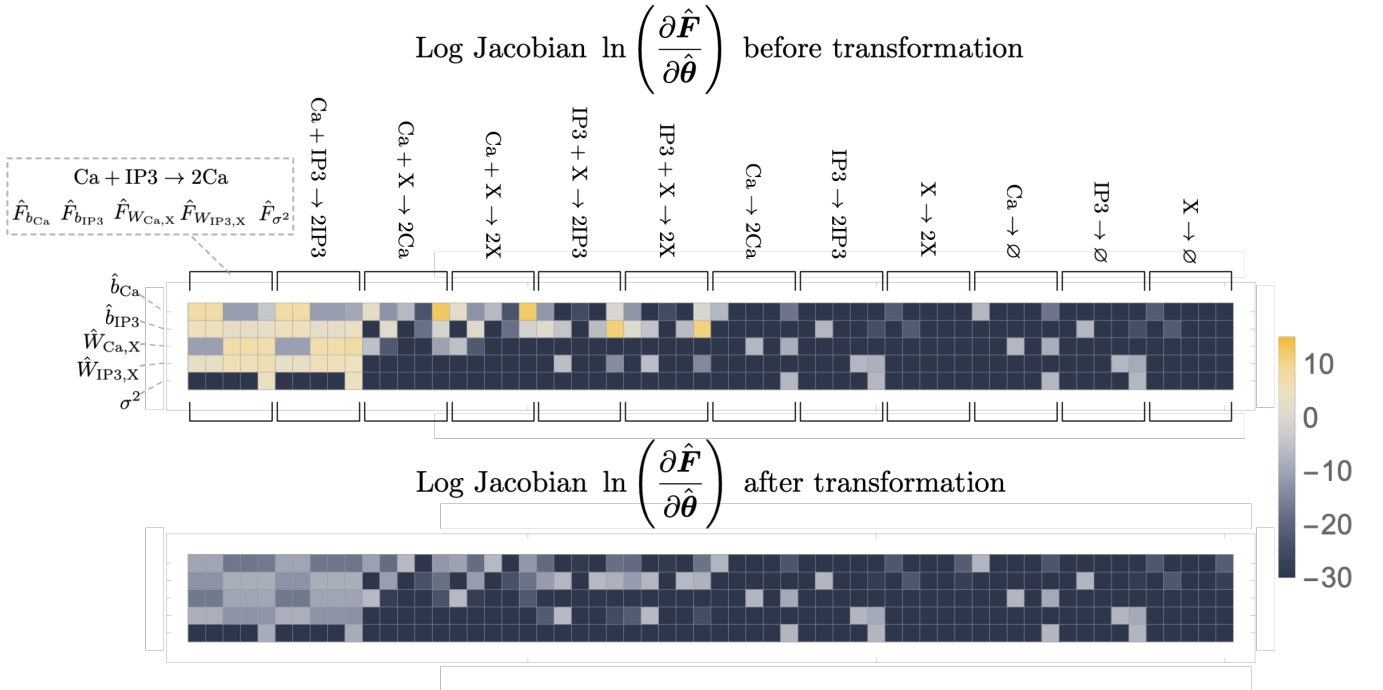 Log Jacobian ln(∂F̂/∂θ̂) before transformation
Ca + IP3 → 2Ca
F̂_{b_Ca} F̂_{b_IP3} F̂_{W_Ca,X} F̂_{W_IP3,X} F̂_{σ²}
Ca + IP3 → 2IP3
Ca + X → 2Ca
Ca + X → 2X
IP3 + X → 2IP3
IP3 + X → 2X
Ca → 2Ca
IP3 → 2IP3
X → 2X
Ca → ∅
IP3 → ∅
X → ∅
b̂_Ca
b̂_IP3
Ŵ_Ca,X
Ŵ_IP3,X
σ²
10
0
−10
−20
−30
Log Jacobian ln(∂F̂/∂θ̂) after transformation